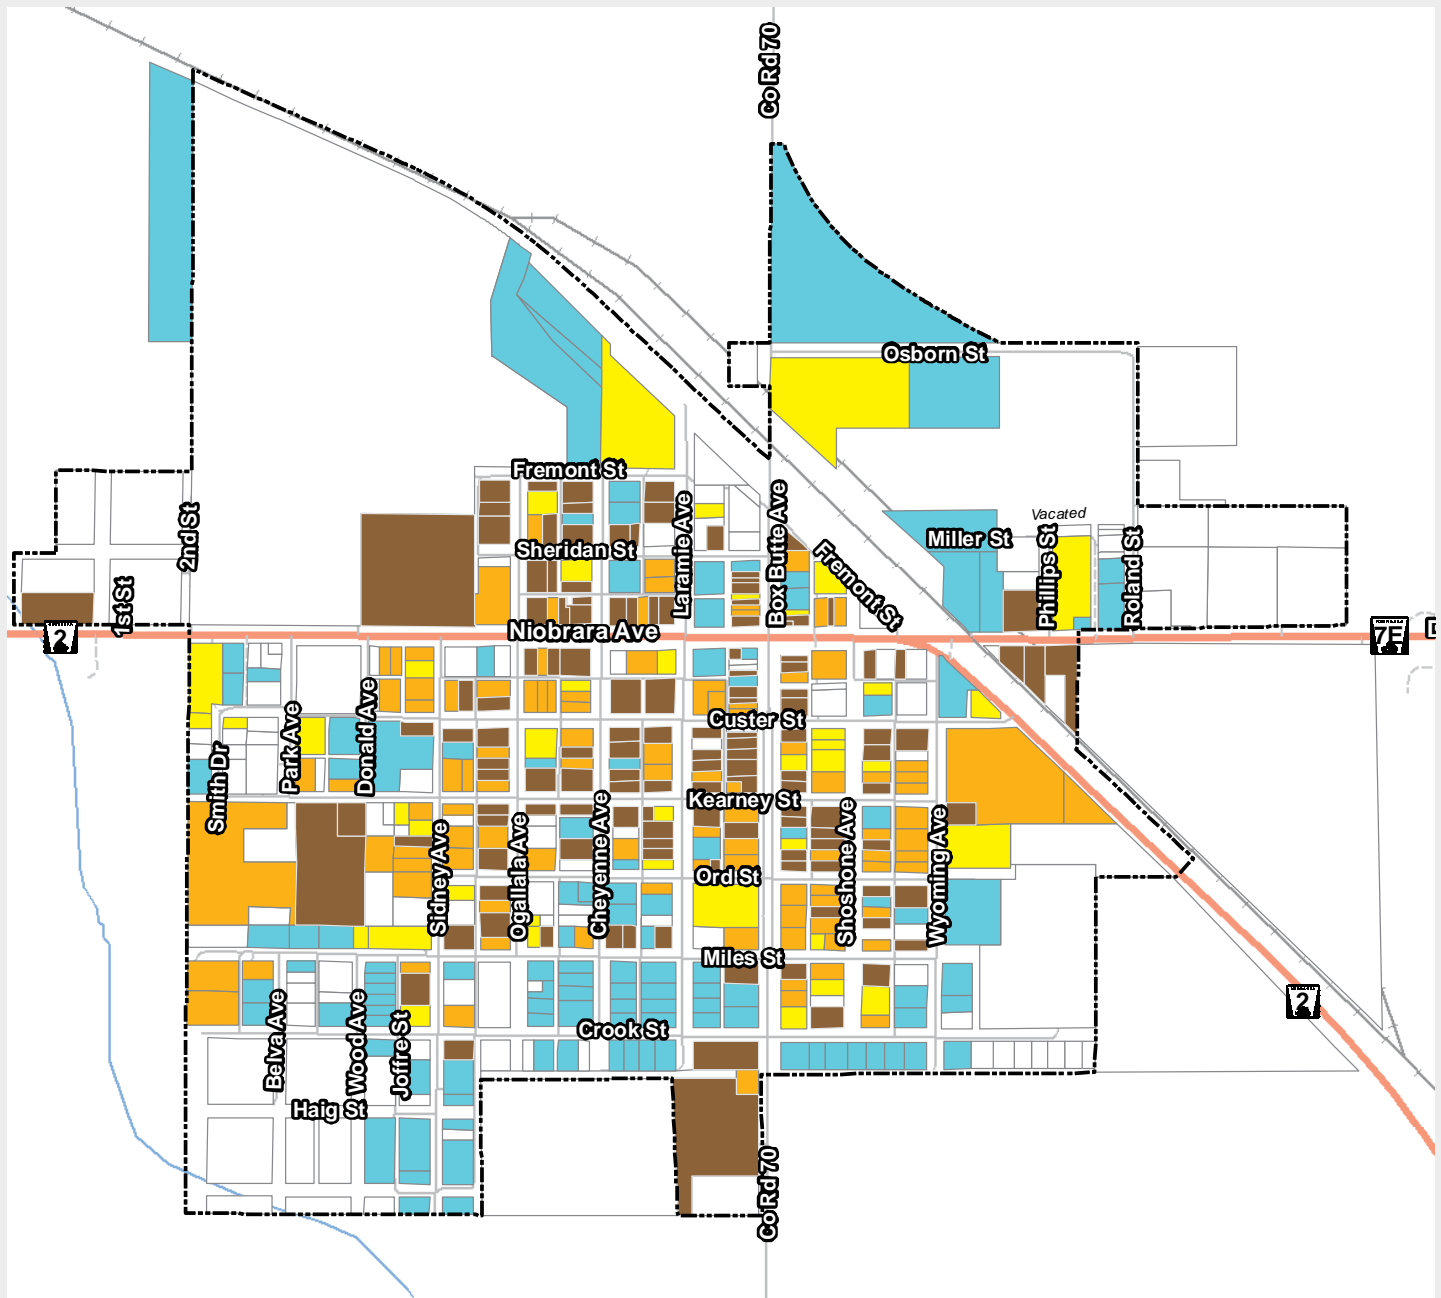 Co Rd 70
Osborn St
Fremont St
2nd St
Laramie Ave
Box Butte Ave
Vacated
Miller St
Phillips St
Roland St
Sheridan St
Fremont St
1st St
Niobrara Ave
2
7E
Custer St
Donald Ave
Park Ave
Smith Dr
Kearney St
Sidney Ave
Ogallala Ave
Cheyenne Ave
Shoshone Ave
Wyoming Ave
Ord St
Miles St
2
Belva Ave
Wood Ave
Joffre St
Crook St
Haig St
Co Rd 70